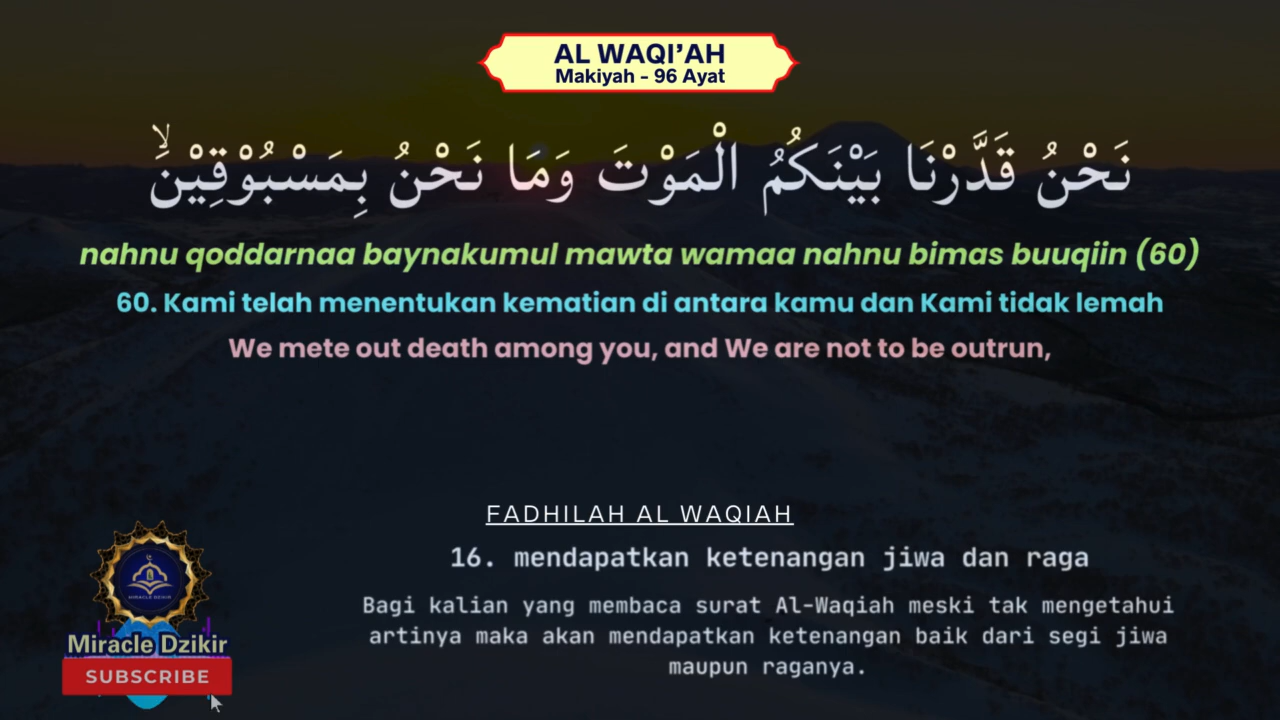 AL WAQI’AH
Makiyah - 96 Ayat
نَحْنُ قَدَّرْنَا بَيْنَكُمُ الْمَوْتَ وَمَا نَحْنُ بِمَسْبُوْقِيْنَۙ
nahnu qoddarnaa baynakumul mawta wamaa nahnu bimas buuqiin (60)
60. Kami telah menentukan kematian di antara kamu dan Kami tidak lemah
We mete out death among you, and We are not to be outrun,
FADHILAH AL WAQIAH
16. mendapatkan ketenangan jiwa dan raga
Bagi kalian yang membaca surat Al-Waqiah meski tak mengetahui
artinya maka akan mendapatkan ketenangan baik dari segi jiwa
maupun raganya.
MIRACLE DZIKIR
Miracle Dzikir
SUBSCRIBE